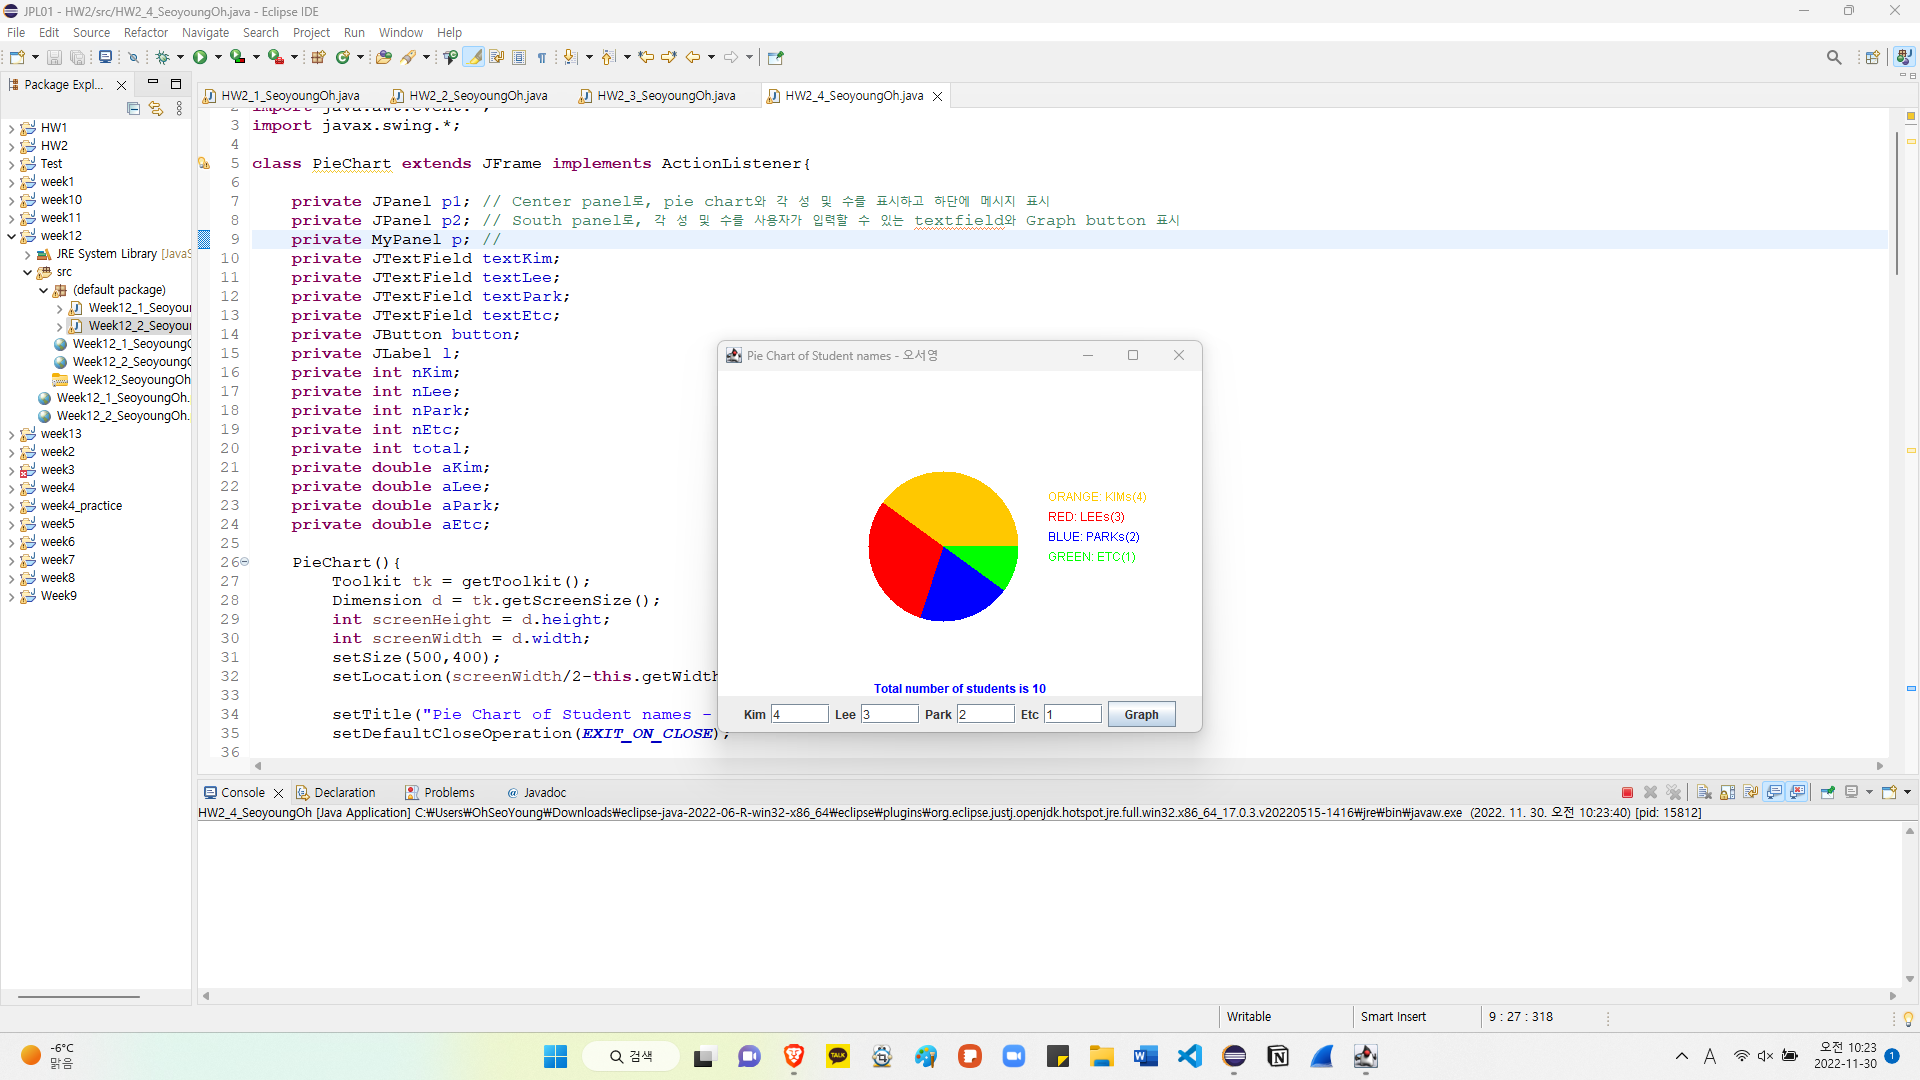 JPL01 - HW2/src/HW2_4_SeoyoungOh.java - Eclipse IDE
File Edit Source Refactor Navigate Search Project Run Window Help
Package Expl...
HW2_1_SeoyoungOh.java
HW2_2_SeoyoungOh.java
HW2_3_SeoyoungOh.java
HW2_4_SeoyoungOh.java
HW1
HW2
Test
week1
week10
week11
week12
JRE System Library [JavaS
src
(default package)
Week12_1_Seoyou
Week12_2_Seoyou
Week12_1_Seoyoung
Week12_2_Seoyoung
Week12_SeoyoungOh
Week12_1_SeoyoungOh.
Week12_2_SeoyoungOh.
week13
week2
week3
week4
week4_practice
week5
week6
week7
week8
Week9
3 import javax.swing.*;
4
5 class PieChart extends JFrame implements ActionListener{
6
7 private JPanel p1; // Center panel로, pie chart와 각 성 및 수를 표시하고 하단에 메시지 표시
8 private JPanel p2; // South panel로, 각 성 및 수를 사용자가 입력할 수 있는 textfield와 Graph button 표시
9 private MyPanel p; //
10 private JTextField textKim;
11 private JTextField textLee;
12 private JTextField textPark;
13 private JTextField textEtc;
14 private JButton button;
15 private JLabel l;
16 private int nKim;
17 private int nLee;
18 private int nPark;
19 private int nEtc;
20 private int total;
21 private double aKim;
22 private double aLee;
23 private double aPark;
24 private double aEtc;
25
26 PieChart(){
27 Toolkit tk = getToolkit();
28 Dimension d = tk.getScreenSize();
29 int screenHeight = d.height;
30 int screenWidth = d.width;
31 setSize(500,400);
32 setLocation(screenWidth/2-this.getWidth
33
34 setTitle("Pie Chart of Student names -
35 setDefaultCloseOperation(EXIT_ON_CLOSE);
36
Pie Chart of Student names - 오서영
ORANGE: KIMs(4)
RED: LEEs(3)
BLUE: PARKs(2)
GREEN: ETC(1)
Total number of students is 10
Kim 4 Lee 3 Park 2 Etc 1 Graph
Console Declaration Problems @ Javadoc
HW2_4_SeoyoungOh [Java Application] C:₩Users₩OhSeoYoung₩Downloads₩eclipse-java-2022-06-R-win32-x86_64₩eclipse₩plugins₩org.eclipse.justj.openjdk.hotspot.jre.full.win32.x86_64_17.0.3.v20220515-1416₩jre₩bin₩javaw.exe (2022. 11. 30. 오전 10:23:40) [pid: 15812]
Writable Smart Insert 9 : 27 : 318
-6°C
맑음
검색
TALK
A
오전 10:23
2022-11-30
1